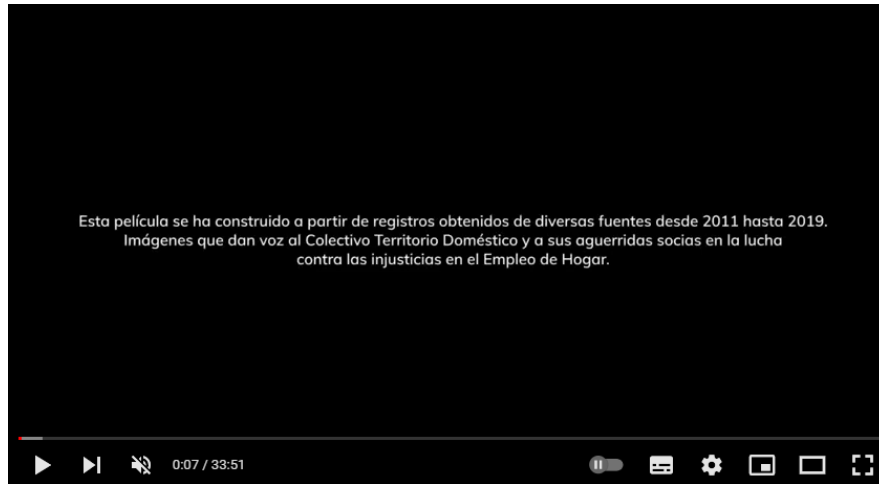 Esta película se ha construido a partir de registros obtenidos de diversas fuentes desde 2011 hasta 2019.
Imágenes que dan voz al Colectivo Territorio Doméstico y a sus aguerridas socias en la lucha
contra las injusticias en el Empleo de Hogar.
0:07 / 33:51